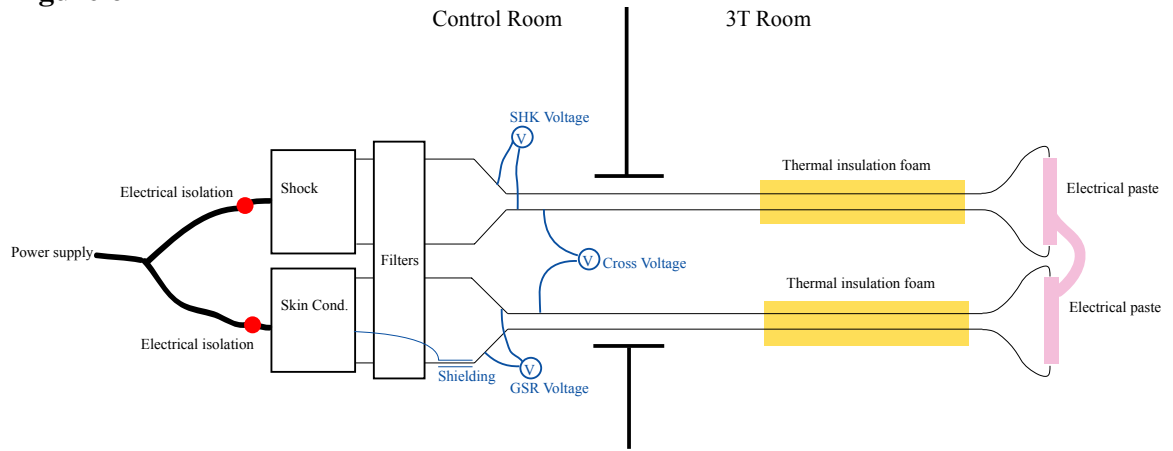 Control Room
3T Room
SHK Voltage
V
Thermal insulation foam
Electrical isolation
Shock
Electrical paste
Power supply
Filters
V
Cross Voltage
Thermal insulation foam
Skin Cond.
Electrical paste
Electrical isolation
Shielding
V
GSR Voltage